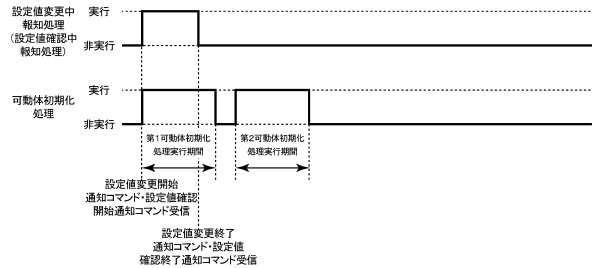 設定値変更中
報知処理
(設定値確認中
報知処理)
実行
非実行
可動体初期化
処理
実行
非実行
第1可動体初期化
処理実行期間
第2可動体初期化
処理実行期間
設定値変更開始
通知コマンド・設定値確認
開始通知コマンド受信
設定値変更終了
通知コマンド・設定値
確認終了通知コマンド受信